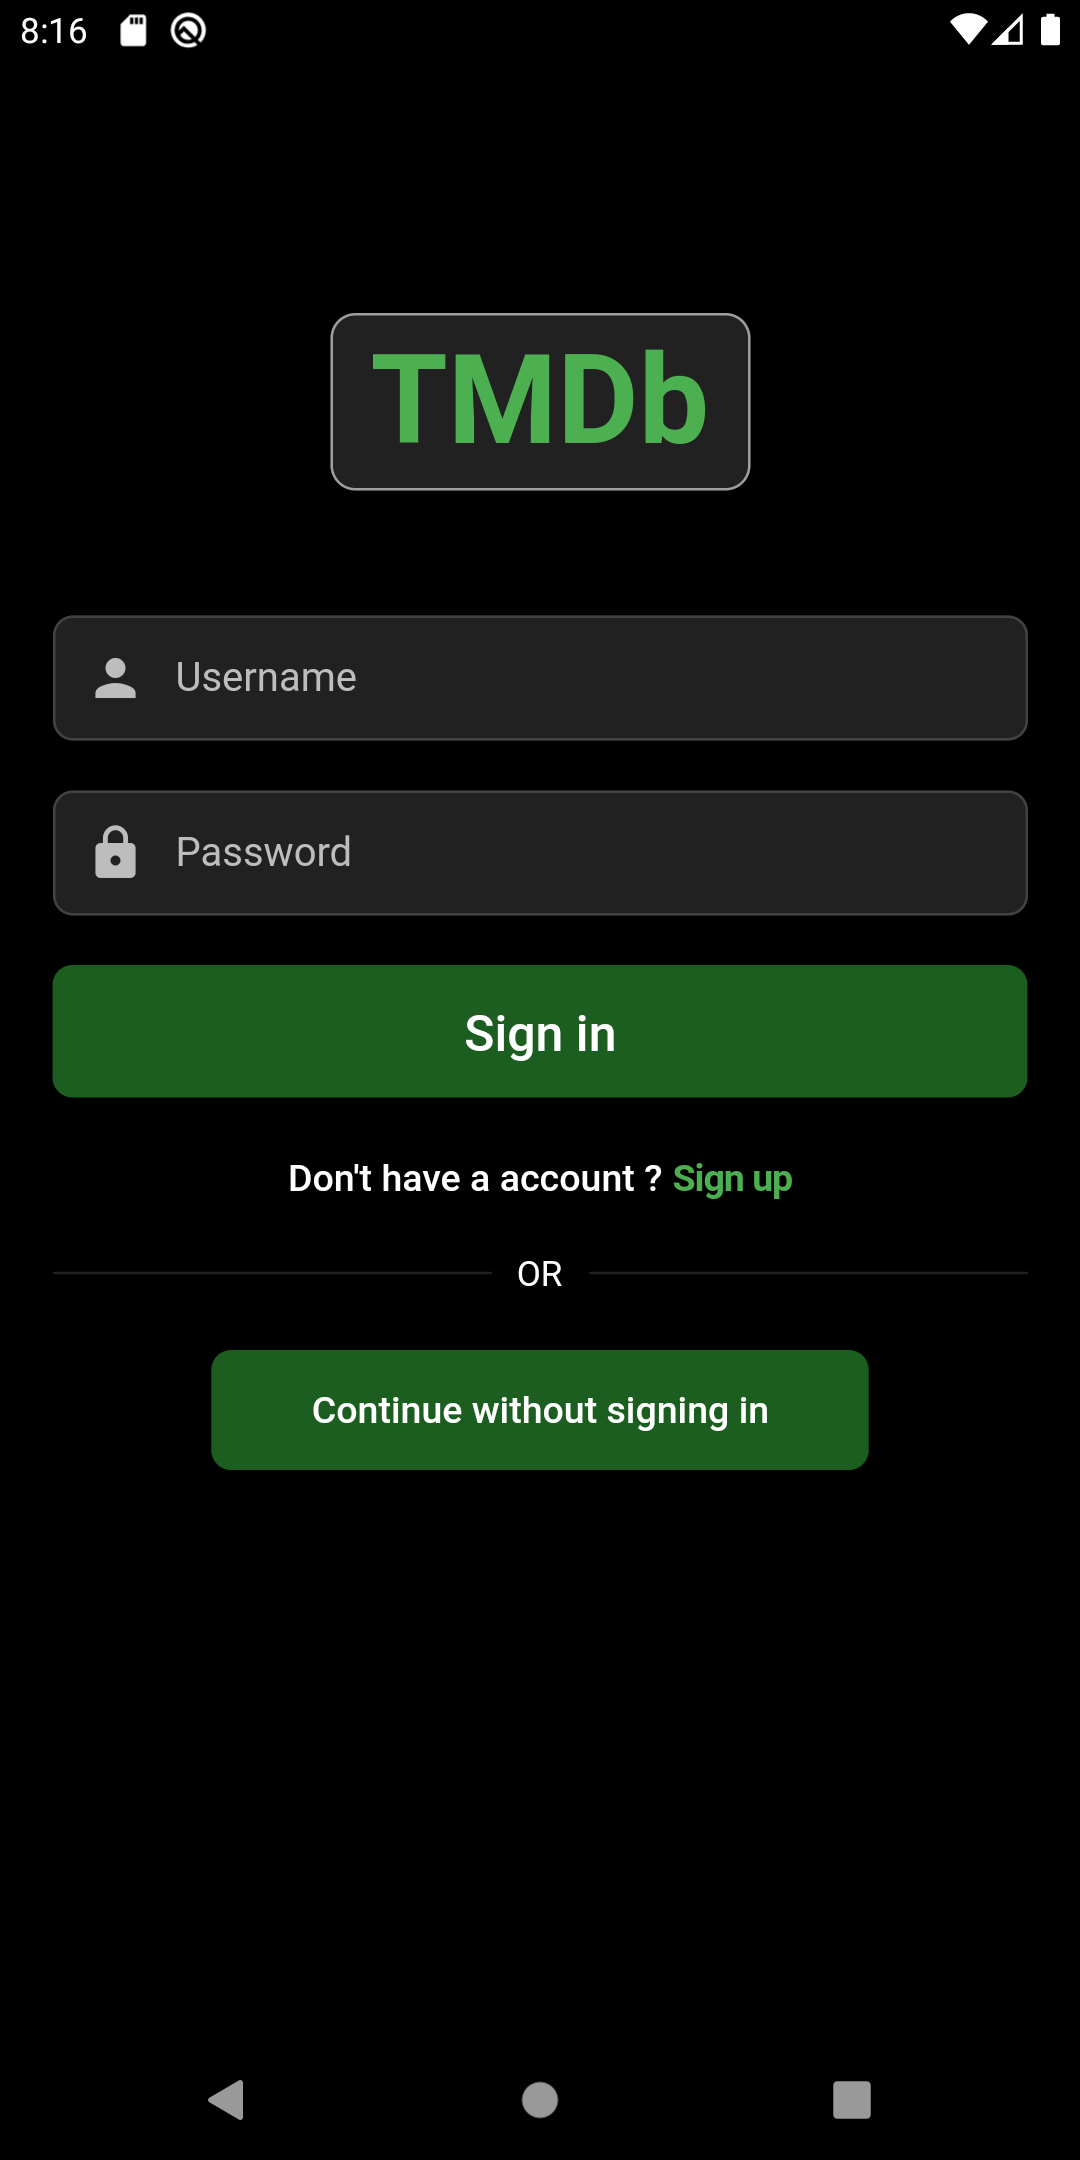 8:16
TMDb
Username
Password
Sign in
Don't have a account ? Sign up
OR
Continue without signing in